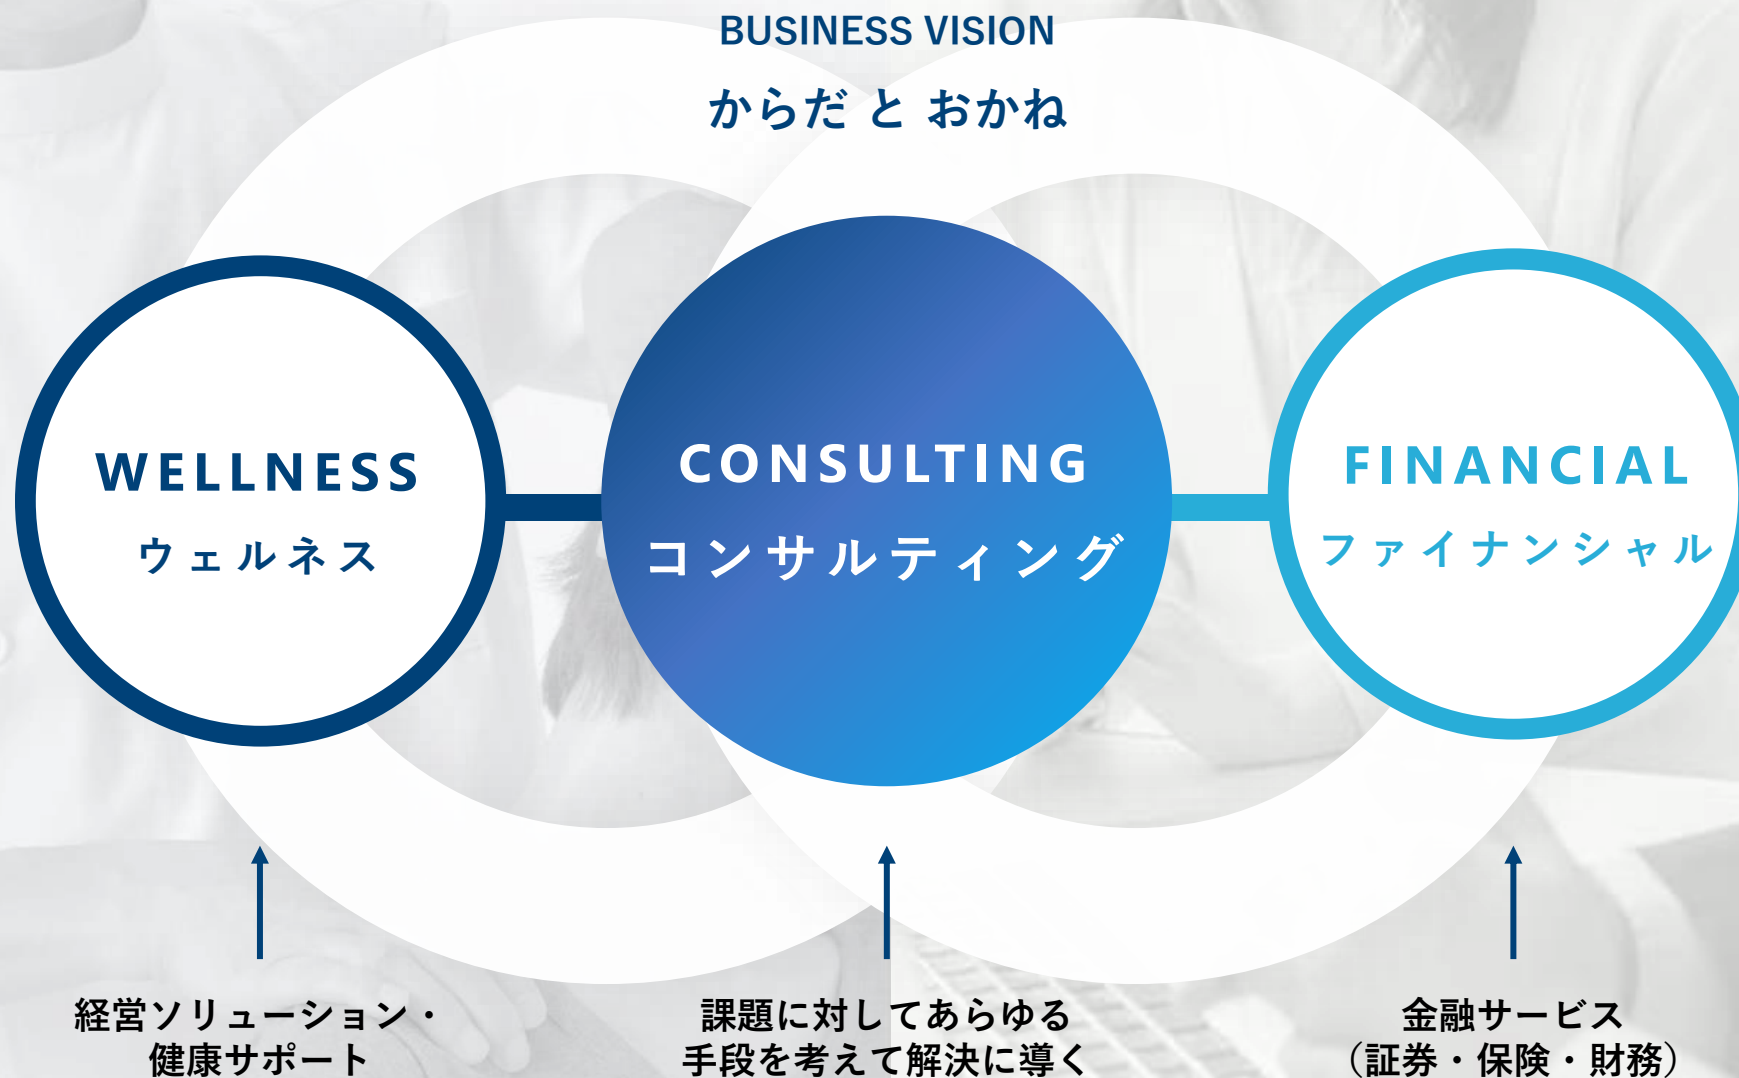 BUSINESS VISION
からだ と おかね
WELLNESS
ウェルネス
CONSULTING
コンサルティング
FINANCIAL
ファイナンシャル
経営ソリューション・
健康サポート
課題に対してあらゆる
手段を考えて解決に導く
金融サービス
（証券・保険・財務）